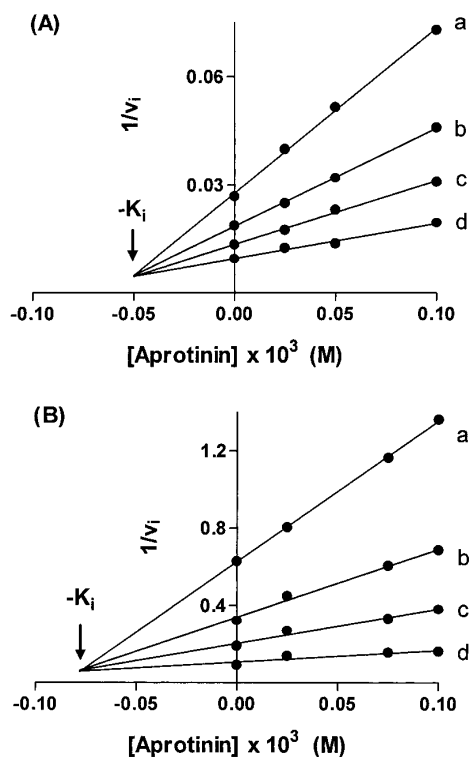 (A)
a
0.06
1/vi
b
0.03
c
-Ki
d
-0.10 -0.05 0.00 0.05 0.10
[Aprotinin] x 10³ (M)
(B)
a
1.2
1/vi
0.8
b
-Ki
0.4
c
d
-0.10 -0.05 0.00 0.05 0.10
[Aprotinin] x 10³ (M)